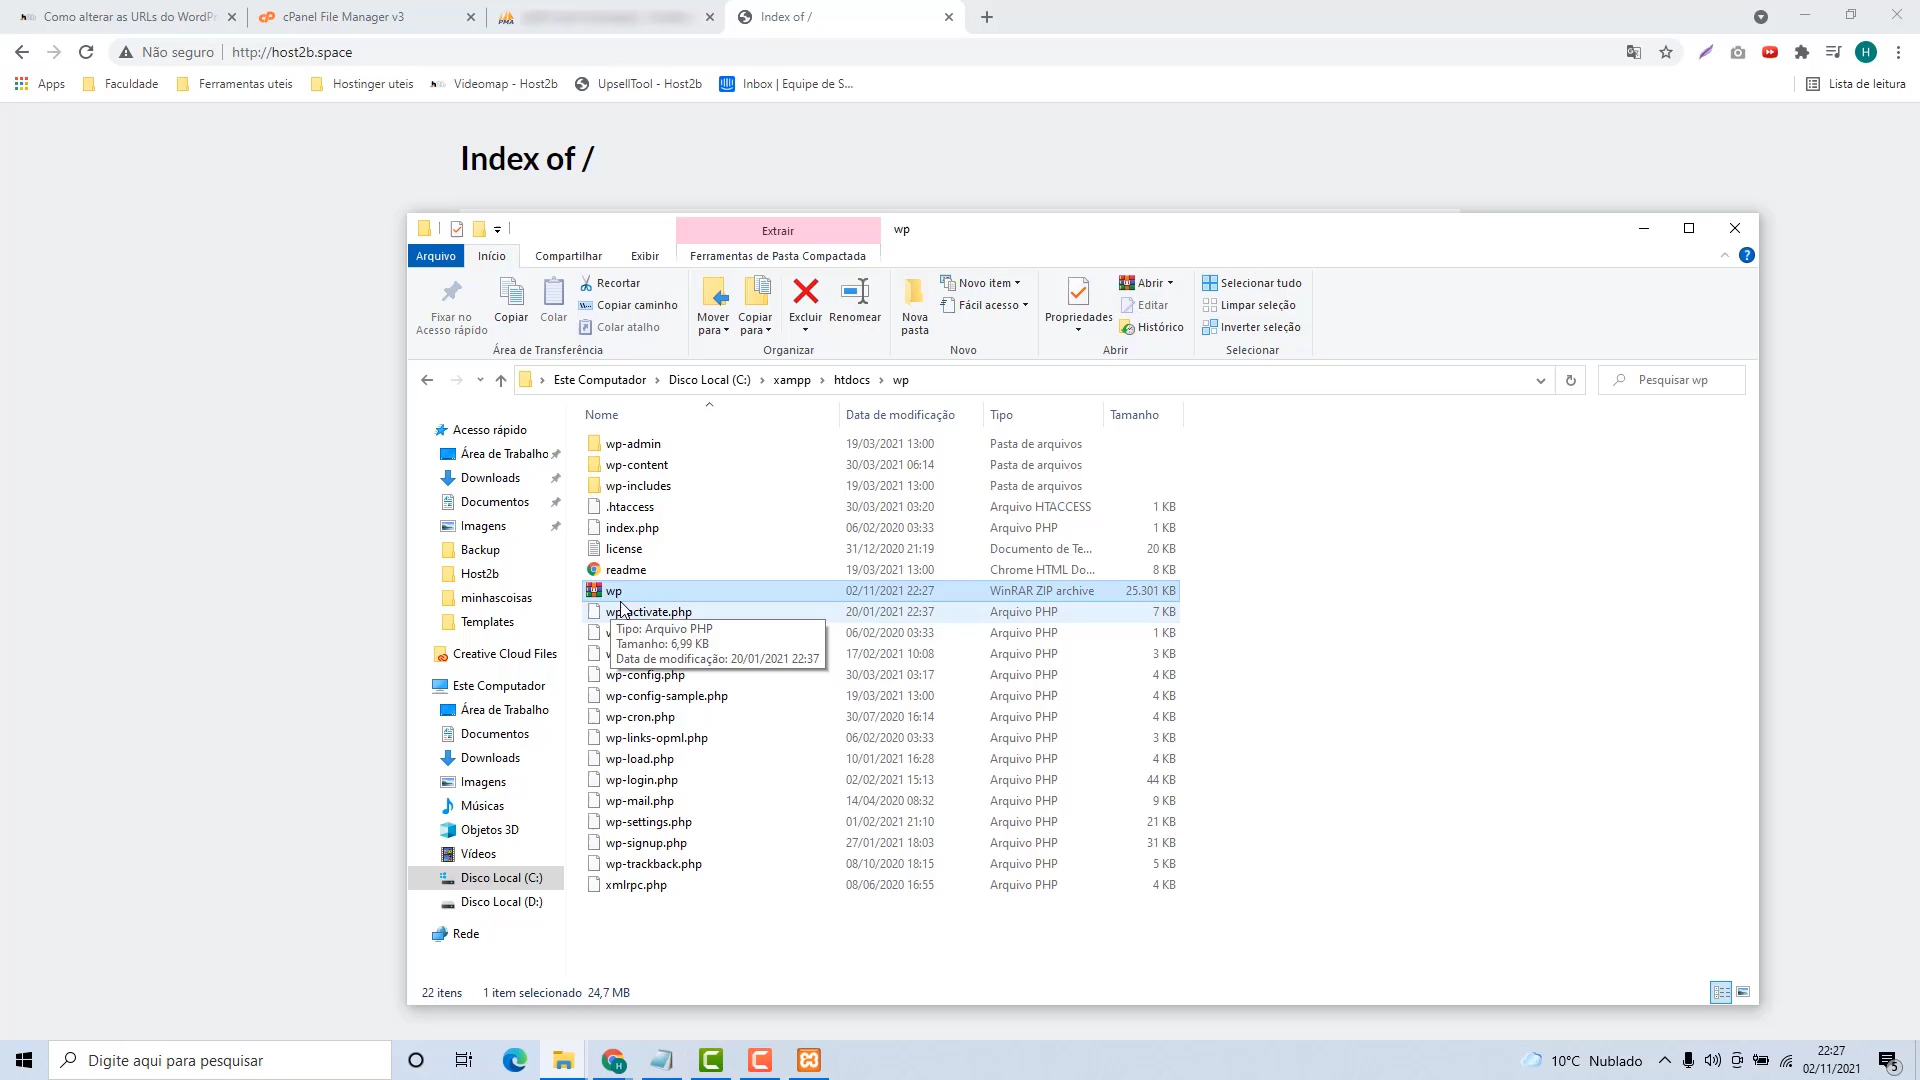 Como alterar as URLs do WordPr
cPanel File Manager v3
Index of /
Não seguro
http://host2b.space
H
Apps
Faculdade
Ferramentas uteis
Hostinger uteis
Videomap - Host2b
UpsellTool - Host2b
Inbox | Equipe de S...
Lista de leitura
Index of /
Extrair
wp
Arquivo
Início
Compartilhar
Exibir
Ferramentas de Pasta Compactada
Fixar no
Acesso rápido
Copiar
Colar
Recortar
Copiar caminho
Colar atalho
Área de Transferência
Mover
para
Copiar
para
Excluir
Renomear
Organizar
Nova
pasta
Novo item
Fácil acesso
Novo
Propriedades
Abrir
Editar
Histórico
Abrir
Selecionar tudo
Limpar seleção
Inverter seleção
Selecionar
Este Computador > Disco Local (C:) > xampp > htdocs > wp
Pesquisar wp
Acesso rápido
Área de Trabalho
Downloads
Documentos
Imagens
Backup
Host2b
minhascoisas
Templates
Creative Cloud Files
Este Computador
Área de Trabalho
Documentos
Downloads
Imagens
Músicas
Objetos 3D
Vídeos
Disco Local (C:)
Disco Local (D:)
Rede
Nome Data de modificação Tipo Tamanho
wp-admin 19/03/2021 13:00 Pasta de arquivos
wp-content 30/03/2021 06:14 Pasta de arquivos
wp-includes 19/03/2021 13:00 Pasta de arquivos
.htaccess 30/03/2021 03:20 Arquivo HTACCESS 1 KB
index.php 06/02/2020 03:33 Arquivo PHP 1 KB
license 31/12/2020 21:19 Documento de Te... 20 KB
readme 19/03/2021 13:00 Chrome HTML Do... 8 KB
wp 02/11/2021 22:27 WinRAR ZIP archive 25.301 KB
wp-activate.php 20/01/2021 22:37 Arquivo PHP 7 KB
06/02/2020 03:33 Arquivo PHP 1 KB
17/02/2021 10:08 Arquivo PHP 3 KB
wp-config.php 30/03/2021 03:17 Arquivo PHP 4 KB
wp-config-sample.php 19/03/2021 13:00 Arquivo PHP 4 KB
wp-cron.php 30/07/2020 16:14 Arquivo PHP 4 KB
wp-links-opml.php 06/02/2020 03:33 Arquivo PHP 3 KB
wp-load.php 10/01/2021 16:28 Arquivo PHP 4 KB
wp-login.php 02/02/2021 15:13 Arquivo PHP 44 KB
wp-mail.php 14/04/2020 08:32 Arquivo PHP 9 KB
wp-settings.php 01/02/2021 21:10 Arquivo PHP 21 KB
wp-signup.php 27/01/2021 18:03 Arquivo PHP 31 KB
wp-trackback.php 08/10/2020 18:15 Arquivo PHP 5 KB
xmlrpc.php 08/06/2020 16:55 Arquivo PHP 4 KB
Tipo: Arquivo PHP
Tamanho: 6,99 KB
Data de modificação: 20/01/2021 22:37
22 itens 1 item selecionado 24,7 MB
Digite aqui para pesquisar
10°C Nublado
22:27
02/11/2021
5